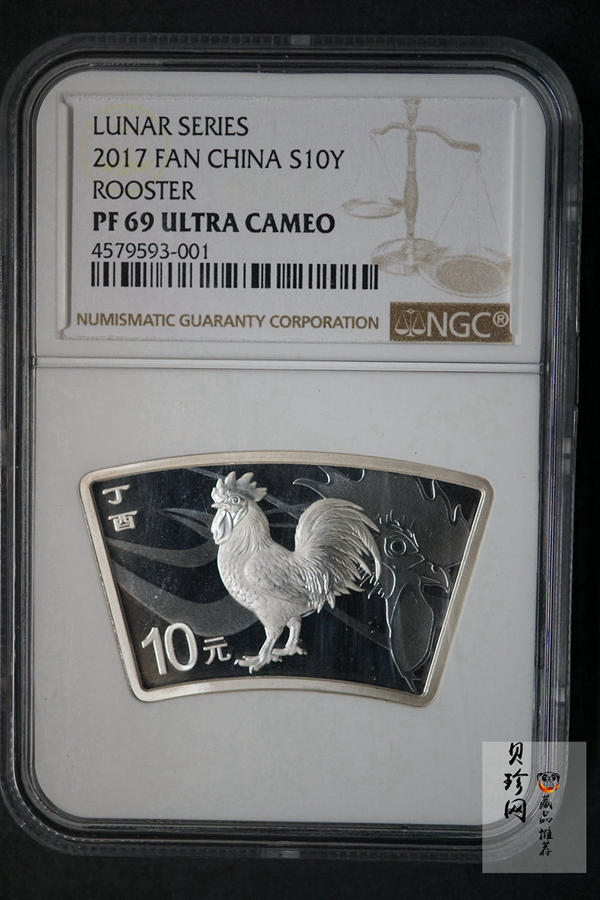 LUNAR SERIES
2017 FAN CHINA S10Y
ROOSTER
PF 69 ULTRA CAMEO
4579593-001
NUMISMATIC GUARANTY CORPORATION
NGC®
丁酉
10元
贝珍网
藏品推荐